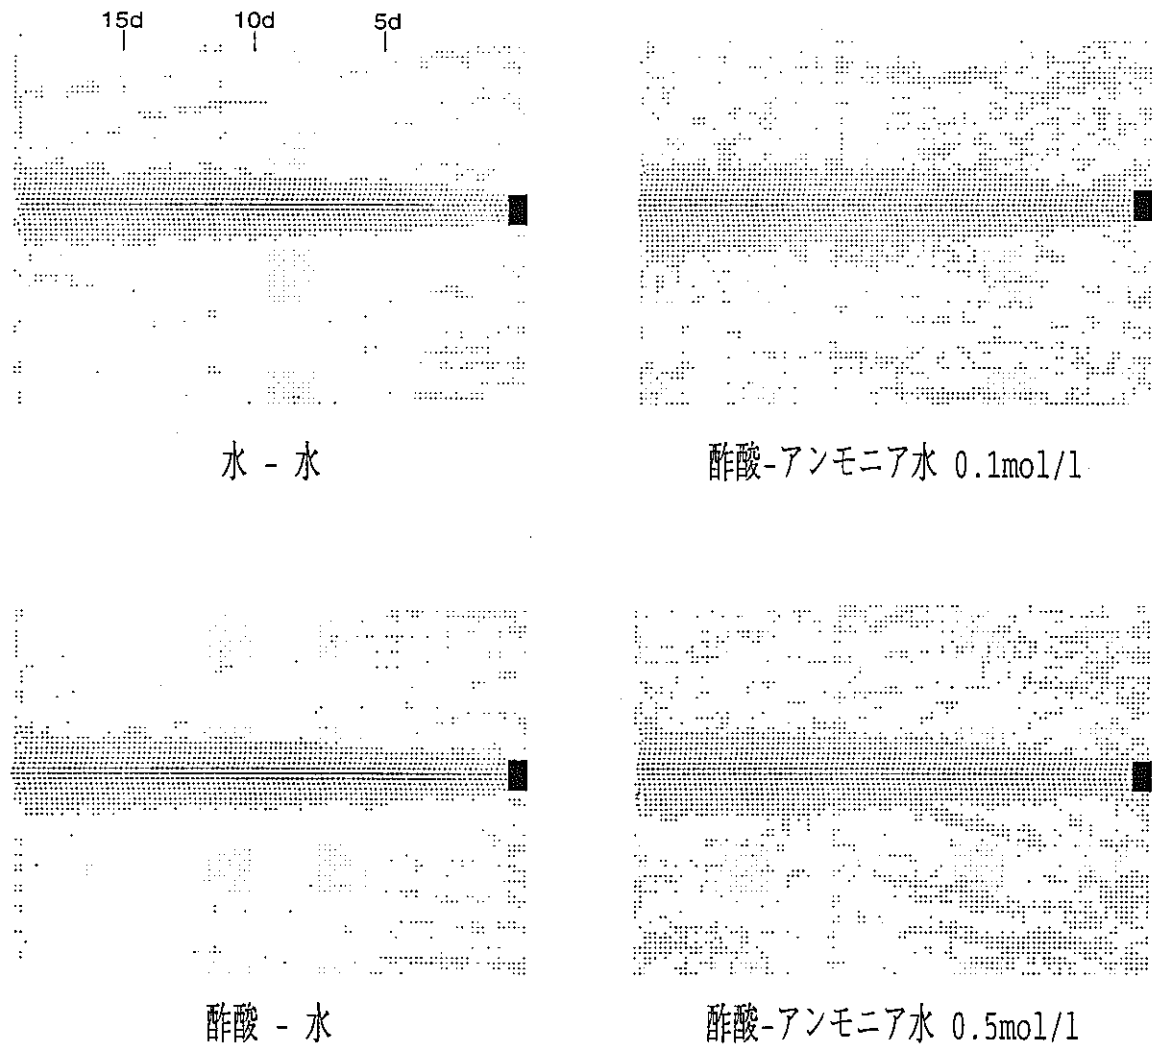 15d 10d 5d
水 - 水
酢酸-アンモニア水 0.1mol/l
酢酸 - 水
酢酸-アンモニア水 0.5mol/l